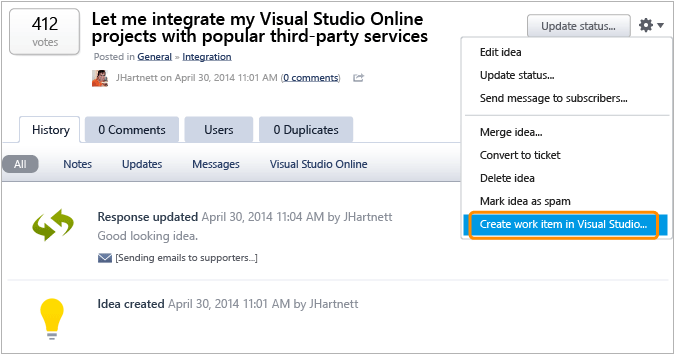 412
votes
Let me integrate my Visual Studio Online
projects with popular third-party services
Posted in General » Integration
JHartnett on April 30, 2014 11:01 AM (0 comments)
Update status...
Edit idea
Update status...
Send message to subscribers...
Merge idea...
Convert to ticket
Delete idea
Mark idea as spam
Create work item in Visual Studio...
History
0 Comments
Users
0 Duplicates
All
Notes
Updates
Messages
Visual Studio Online
Response updated April 30, 2014 11:04 AM by JHartnett
Good looking idea.
[Sending emails to supporters...]
Idea created April 30, 2014 11:01 AM by JHartnett